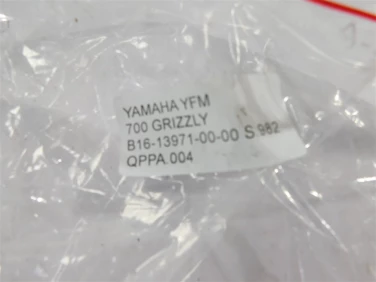 YAMAHA YFM
700 GRIZZLY
B16-13971-00-00 S 982
QPPA.004